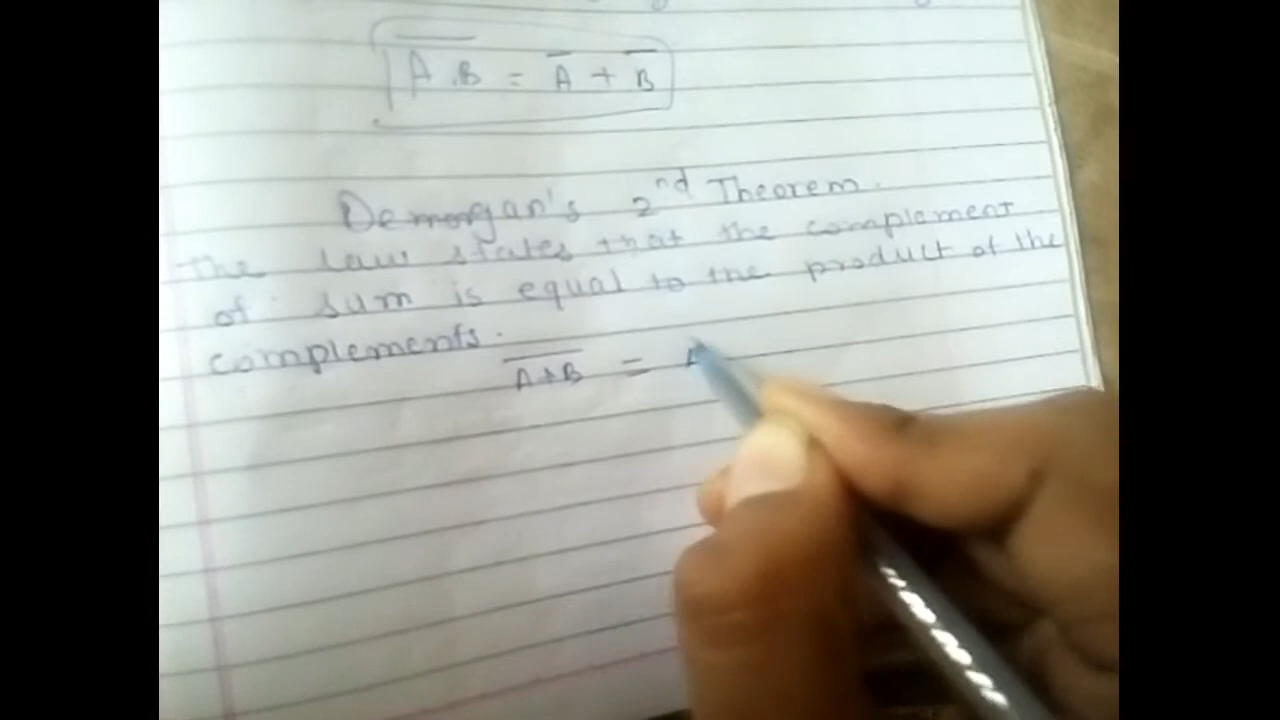 A̅.̅B̅ = A̅ + B̅
Demorgan's 2nd Theorem.
The law states that the complement
of sum is equal to the product of the
complements.
A̅+̅B̅ =